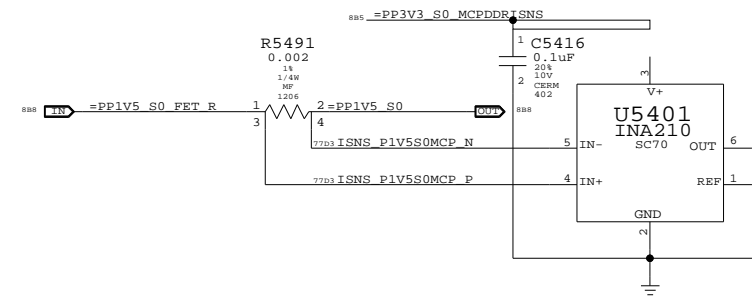 8B5 =PP3V3_S0_MCPDDRISNS
R5491
0.002
1%
1/4W
MF
1206
1 C5416
0.1uF
20%
10V
CERM
402
2
3
V+
8B8 IN =PP1V5_S0_FET_R 1 2 =PP1V5_S0 OUT 8B8
3 4
U5401
INA210
SC70
77D3 ISNS_P1V5S0MCP_N 5 IN- OUT 6
77D3 ISNS_P1V5S0MCP_P 4 IN+ REF 1
GND
2